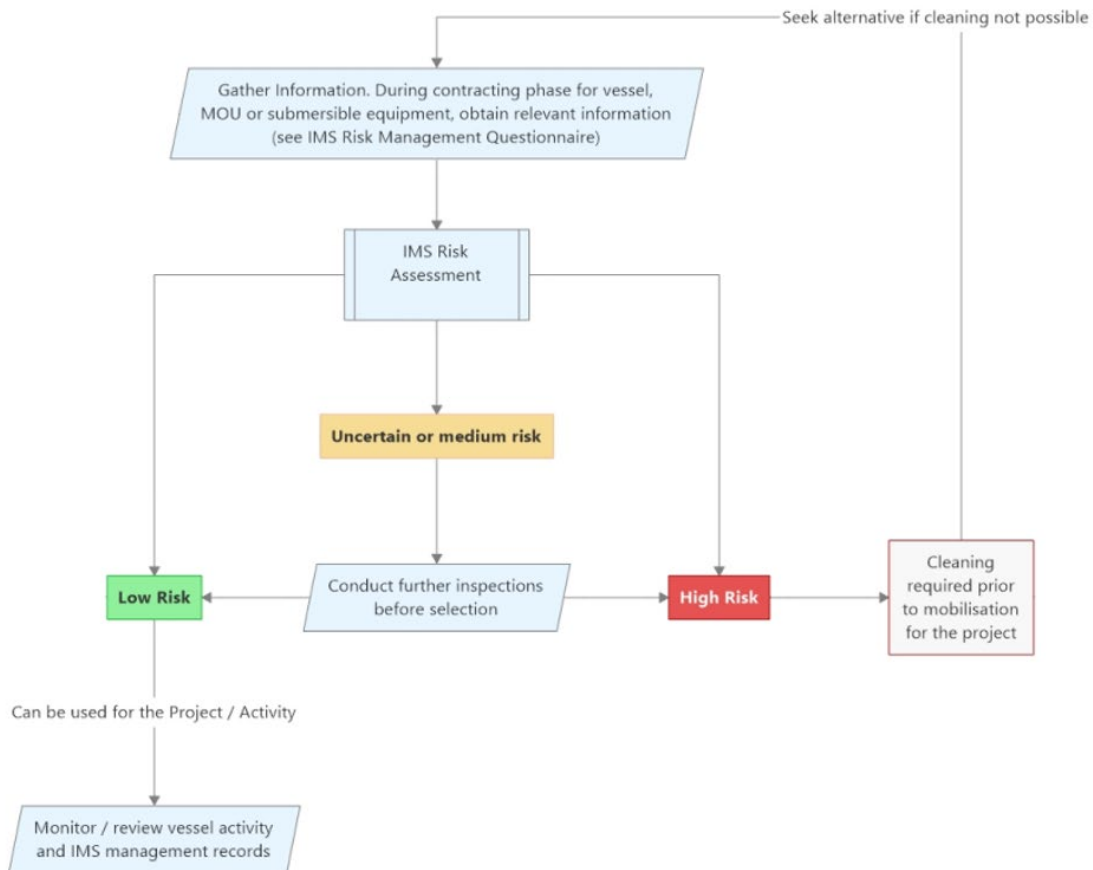 Seek alternative if cleaning not possible
Gather Information. During contracting phase for vessel,
MOU or submersible equipment, obtain relevant information
(see IMS Risk Management Questionnaire)
IMS Risk
Assessment
Uncertain or medium risk
Low Risk
Conduct further inspections
before selection
High Risk
Cleaning
required prior
to mobilisation
for the project
Can be used for the Project / Activity
Monitor / review vessel activity
and IMS management records